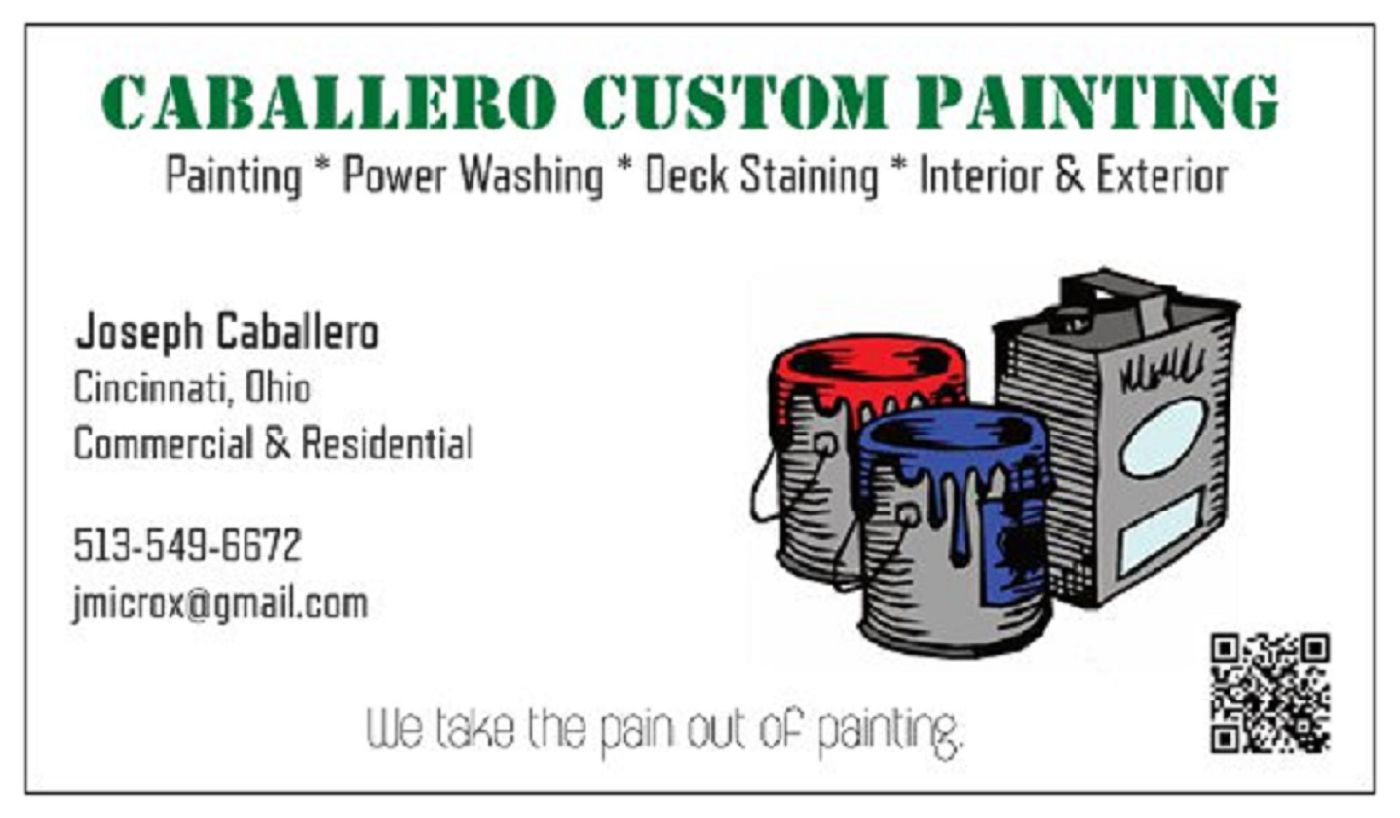 CABALLERO CUSTOM PAINTING
Painting * Power Washing * Deck Staining * Interior & Exterior
Joseph Caballero
Cincinnati, Ohio
Commercial & Residential
513-549-6672
jmicrox@gmail.com
We take the pain out of painting.